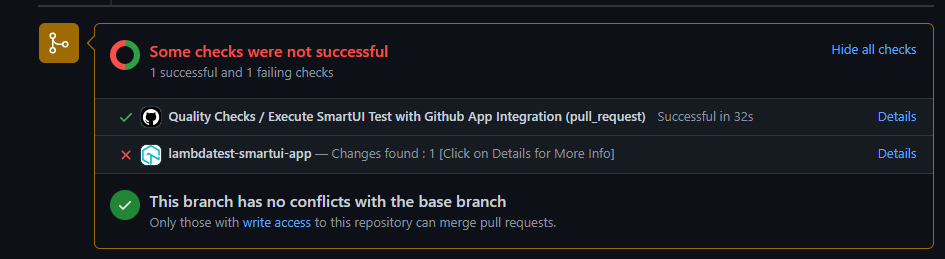 Some checks were not successful
Hide all checks
1 successful and 1 failing checks
Quality Checks / Execute SmartUI Test with Github App Integration (pull_request) Successful in 32s
Details
lambdatest-smartui-app — Changes found : 1 [Click on Details for More Info]
Details
This branch has no conflicts with the base branch
Only those with write access to this repository can merge pull requests.